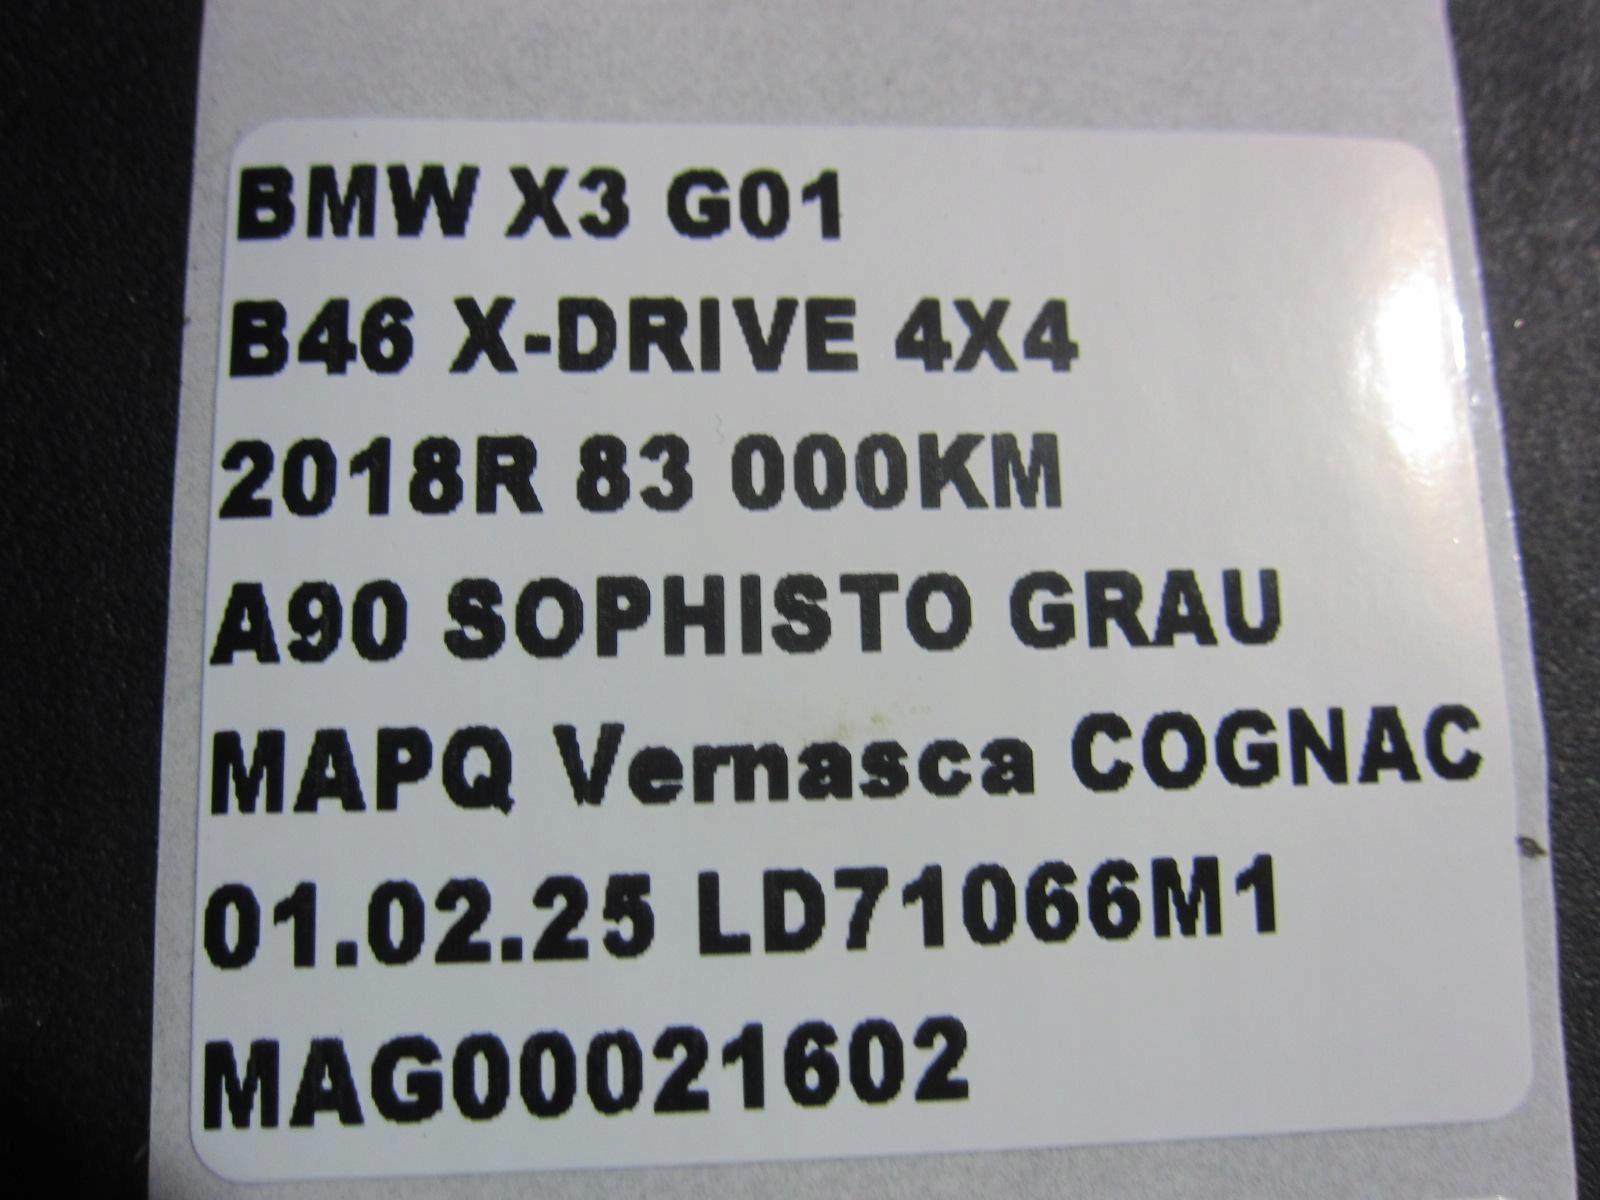 BMW X3 G01
B46 X-DRIVE 4X4
2018R 83 000KM
A90 SOPHISTO GRAU
MAPQ Vernasca COGNAC
01.02.25 LD71066M1
MAG00021602